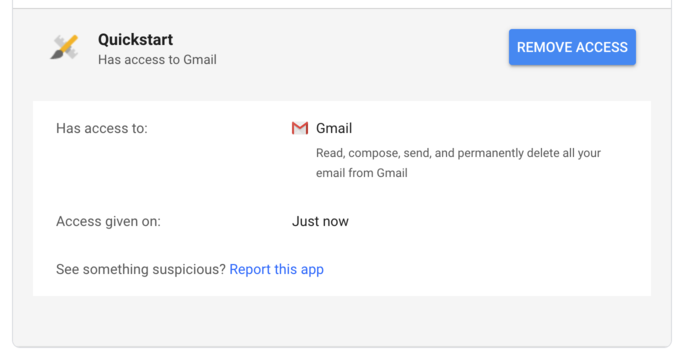 Quickstart
Has access to Gmail
REMOVE ACCESS
Has access to:
Gmail
Read, compose, send, and permanently delete all your
email from Gmail
Access given on:
Just now
See something suspicious? Report this app